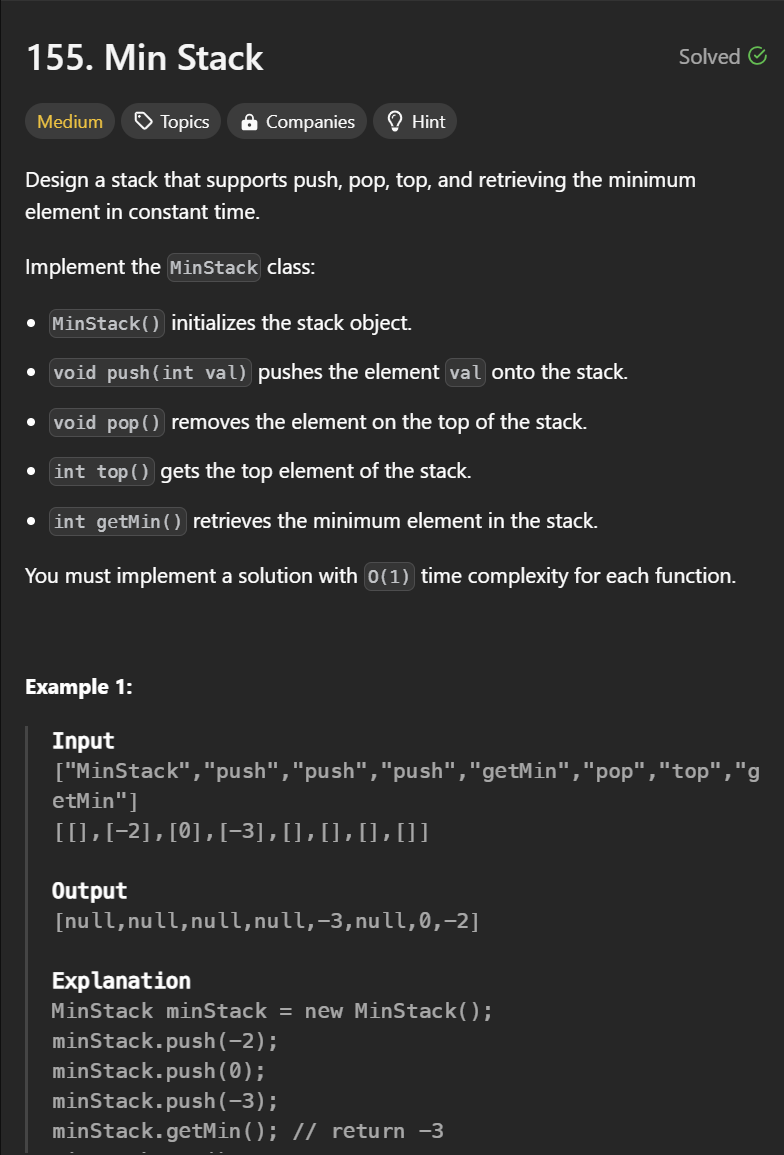 155. Min Stack
Solved
Medium
Topics
Companies
Hint
Design a stack that supports push, pop, top, and retrieving the minimum
element in constant time.
Implement the MinStack class:
• MinStack() initializes the stack object.
• void push(int val) pushes the element val onto the stack.
• void pop() removes the element on the top of the stack.
• int top() gets the top element of the stack.
• int getMin() retrieves the minimum element in the stack.
You must implement a solution with O(1) time complexity for each function.
Example 1:
Input
["MinStack","push","push","push","getMin","pop","top","g
etMin"]
[[],[-2],[0],[-3],[],[],[],[]]
Output
[null,null,null,null,-3,null,0,-2]
Explanation
MinStack minStack = new MinStack();
minStack.push(-2);
minStack.push(0);
minStack.push(-3);
minStack.getMin(); // return -3